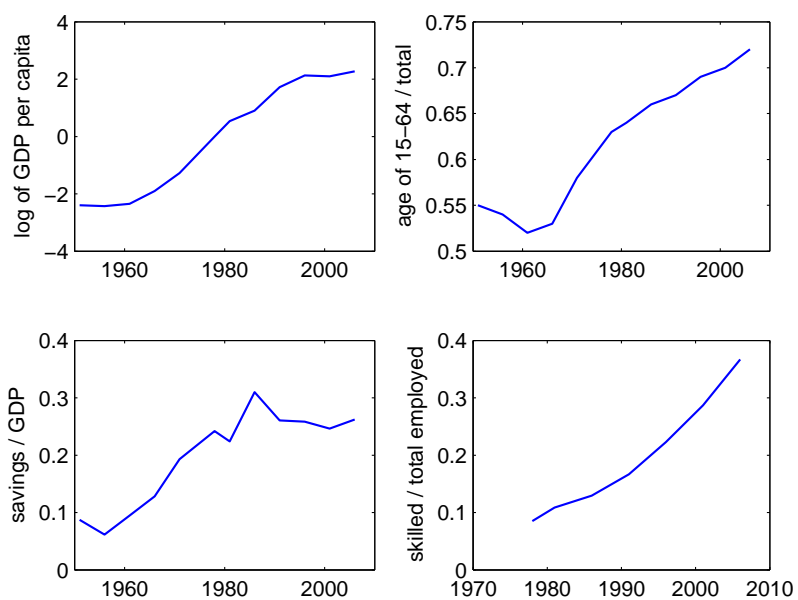 log of GDP per capita
4
2
0
−2
−4
1960 1980 2000
age of 15−64 / total
0.75
0.7
0.65
0.6
0.55
0.5
1960 1980 2000
savings / GDP
0.4
0.3
0.2
0.1
0
1960 1980 2000
skilled / total employed
0.4
0.3
0.2
0.1
0
1970 1980 1990 2000 2010